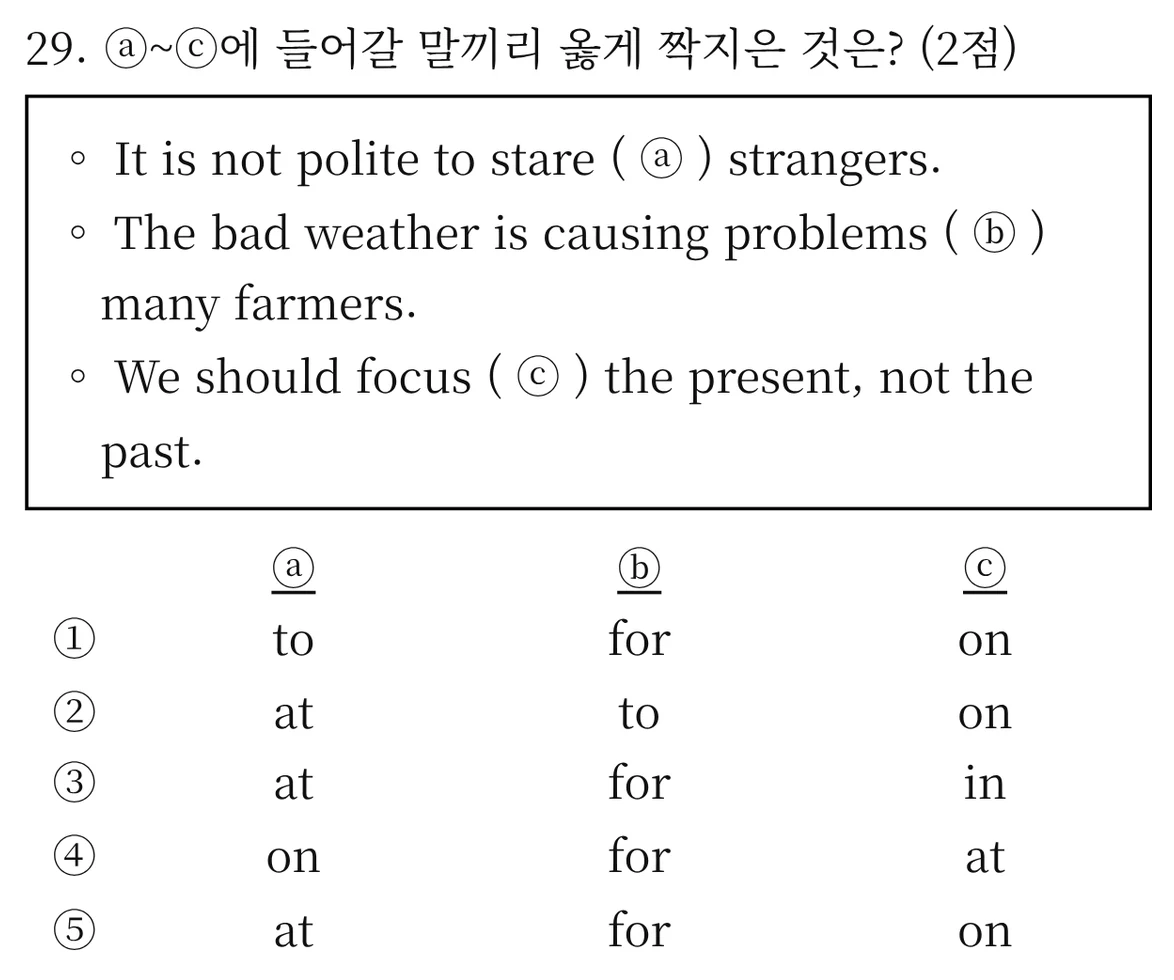 29. ⓐ~ⓒ에 들어갈 말끼리 옳게 짝지은 것은? (2점)
◦ It is not polite to stare ( ⓐ ) strangers.
◦ The bad weather is causing problems ( ⓑ )
many farmers.
◦ We should focus ( ⓒ ) the present, not the
past.
ⓐ ⓑ ⓒ
① to for on
② at to on
③ at for in
④ on for at
⑤ at for on